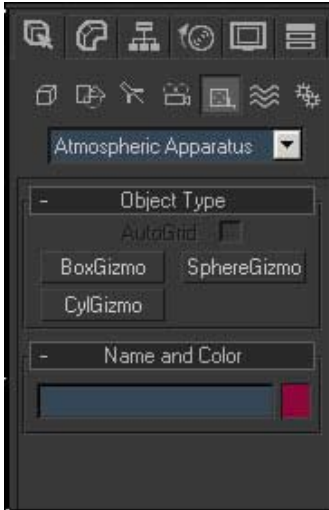 Atmospheric Apparatus
- Object Type
AutoGrid
BoxGizmo SphereGizmo
CylGizmo
- Name and Color